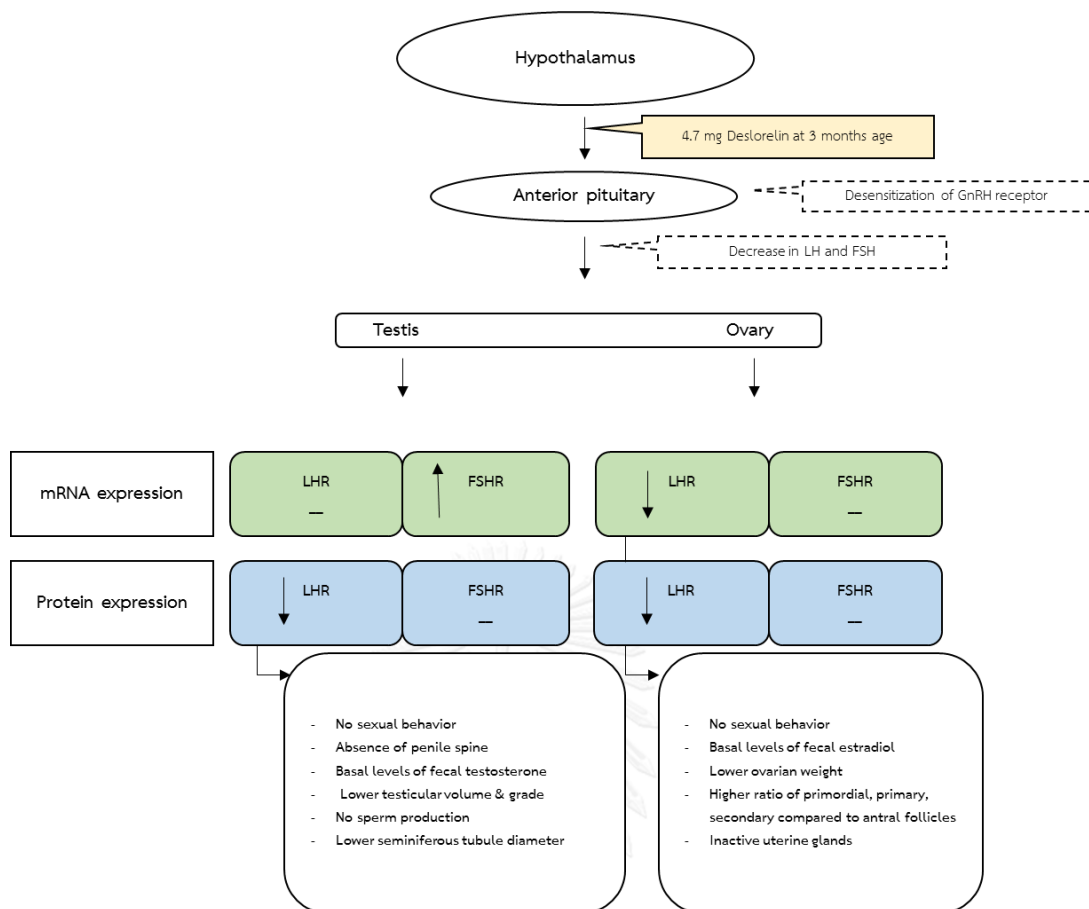 Hypothalamus
4.7 mg Deslorelin at 3 months age
Anterior pituitary
Desensitization of GnRH receptor
Decrease in LH and FSH
Testis Ovary
mRNA expression
LHR FSHR LHR FSHR
— —
Protein expression
LHR FSHR LHR FSHR
— —
- No sexual behavior
- Absence of penile spine
- Basal levels of fecal testosterone
- Lower testicular volume & grade
- No sperm production
- Lower seminiferous tubule diameter
- No sexual behavior
- Basal levels of fecal estradiol
- Lower ovarian weight
- Higher ratio of primordial, primary,
secondary compared to antral follicles
- Inactive uterine glands